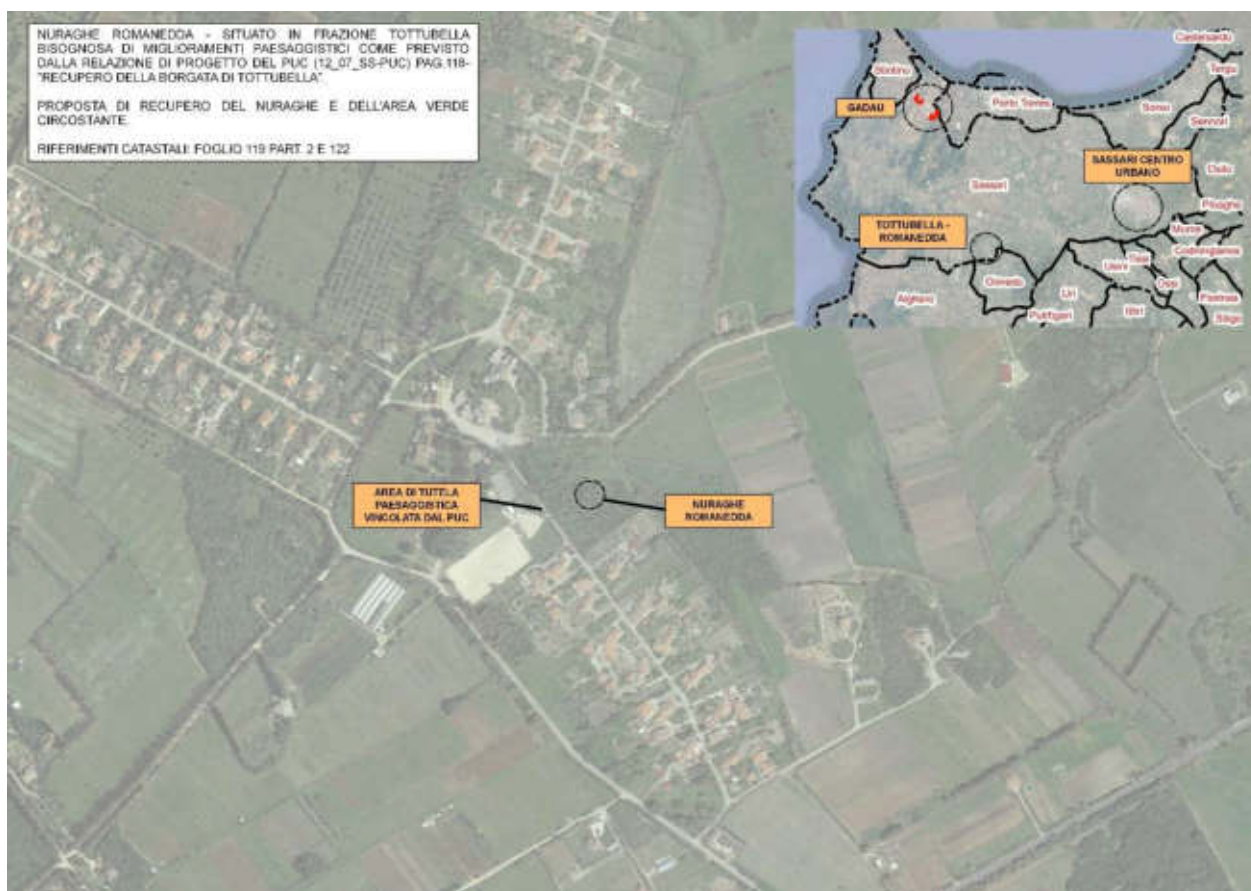 NURAGHE ROMANEDDA - SITUATO IN FRAZIONE TOTTUBELLA
BISOGNOSA DI MIGLIORAMENTI PAESAGGISTICI COME PREVISTO
DALLA RELAZIONE DI PROGETTO DEL PUC (12_07_SS-PUC) PAG.118-
"RECUPERO DELLA BORGATA DI TOTTUBELLA"
PROPOSTA DI RECUPERO DEL NURAGHE E DELL'AREA VERDE
CIRCOSTANTE.
RIFERIMENTI CATASTALI: FOGLIO 119 PART. 2 E 122
Castelsardo
Tergu
Stintino
Porto Torres
Sorso
Sennori
GADAU
SASSARI CENTRO
URBANO
Osilo
Sassari
Ploaghe
TOTTUBELLA -
ROMANEDDA
Muros
Codrongianos
Tissi
Usini
Ossi
Olmedo
Alghero
Uri
Florinas
Putifigari
Ittiri
Siligo
AREA DI TUTELA
PAESAGGISTICA
VINCOLATA DAL PUC
NURAGHE
ROMANEDDA